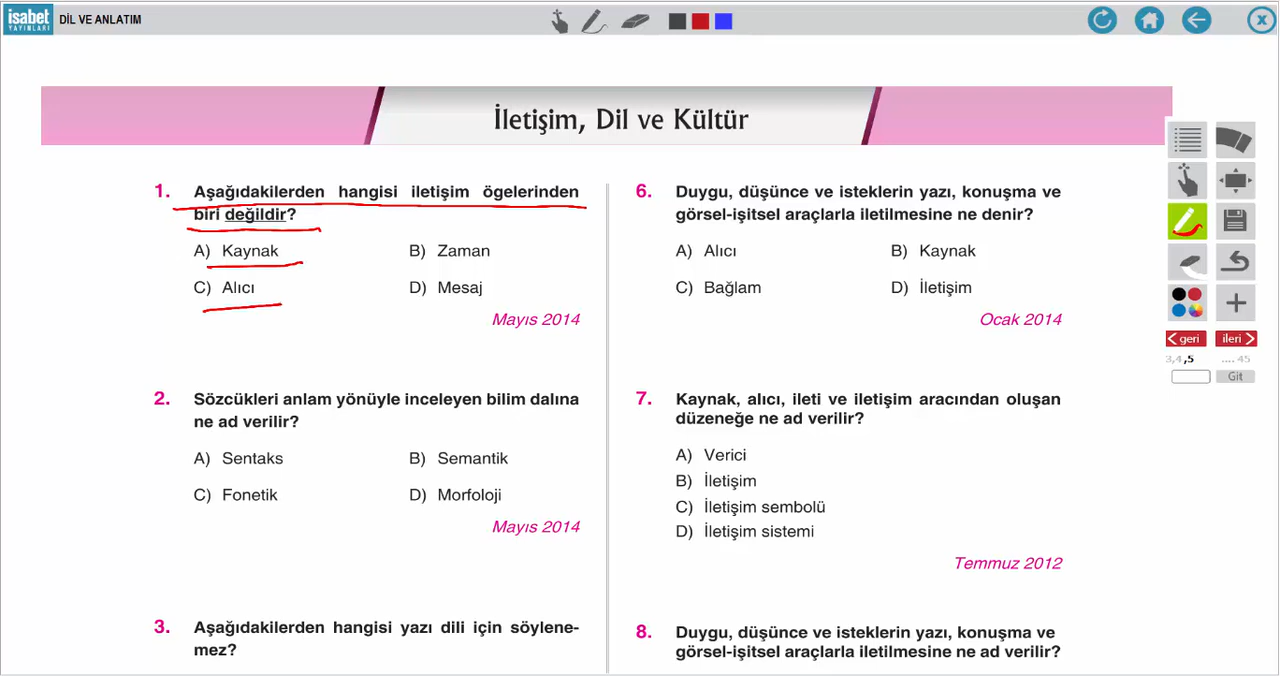 isabet
YAYINLARI
DİL VE ANLATIM
İletişim, Dil ve Kültür
1. Aşağıdakilerden hangisi iletişim ögelerinden
biri değildir?
A) Kaynak B) Zaman
C) Alıcı D) Mesaj
Mayıs 2014
2. Sözcükleri anlam yönüyle inceleyen bilim dalına
ne ad verilir?
A) Sentaks B) Semantik
C) Fonetik D) Morfoloji
Mayıs 2014
3. Aşağıdakilerden hangisi yazı dili için söylene-
mez?
6. Duygu, düşünce ve isteklerin yazı, konuşma ve
görsel-işitsel araçlarla iletilmesine ne denir?
A) Alıcı B) Kaynak
C) Bağlam D) İletişim
Ocak 2014
7. Kaynak, alıcı, ileti ve iletişim aracından oluşan
düzeneğe ne ad verilir?
A) Verici
B) İletişim
C) İletişim sembolü
D) İletişim sistemi
Temmuz 2012
8. Duygu, düşünce ve isteklerin yazı, konuşma ve
görsel-işitsel araçlarla iletilmesine ne ad verilir?
geri ileri
3,4,5 .... 45
Git